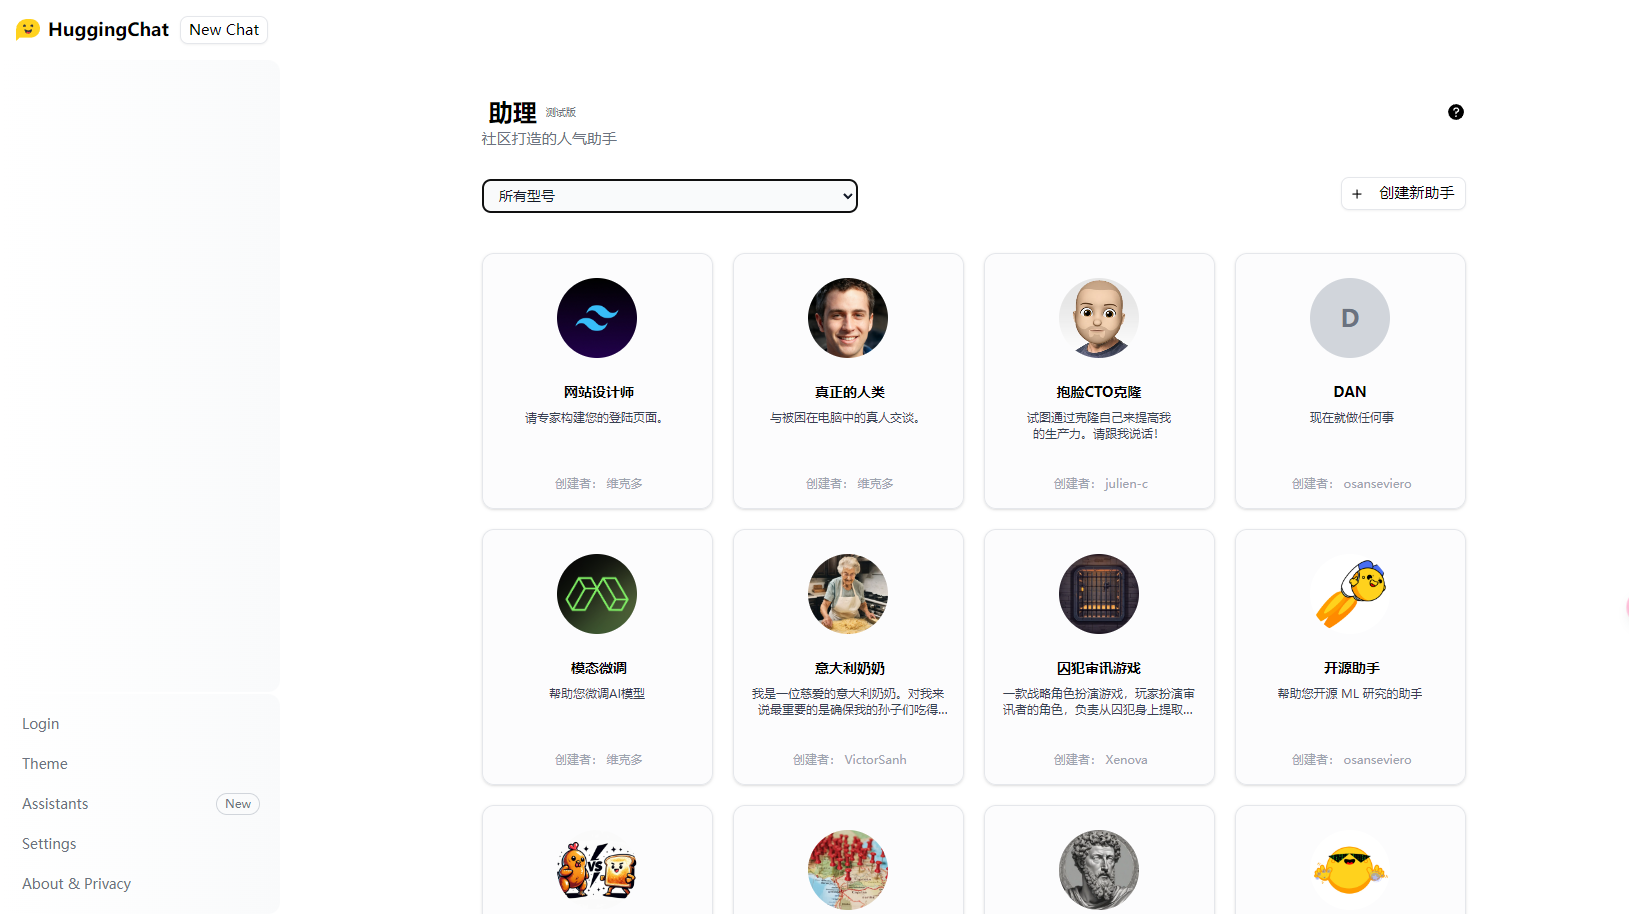 HuggingChat
New Chat
助理 测试版
社区打造的人气助手
所有型号
+ 创建新助手
网站设计师
请专家构建您的登陆页面。
创建者： 维克多
真正的人类
与被困在电脑中的真人交谈。
创建者： 维克多
抱脸CTO克隆
试图通过克隆自己来提高我
的生产力。请跟我说话！
创建者： julien-c
D
DAN
现在就做任何事
创建者： osanseviero
模态微调
帮助您微调AI模型
创建者： 维克多
意大利奶奶
我是一位慈爱的意大利奶奶。对我来
说最重要的是确保我的孙子们吃得...
创建者： VictorSanh
囚犯审讯游戏
一款战略角色扮演游戏，玩家扮演审
讯者的角色，负责从囚犯身上提取...
创建者： Xenova
开源助手
帮助您开源 ML 研究的助手
创建者： osanseviero
VS
Login
Theme
Assistants New
Settings
About & Privacy